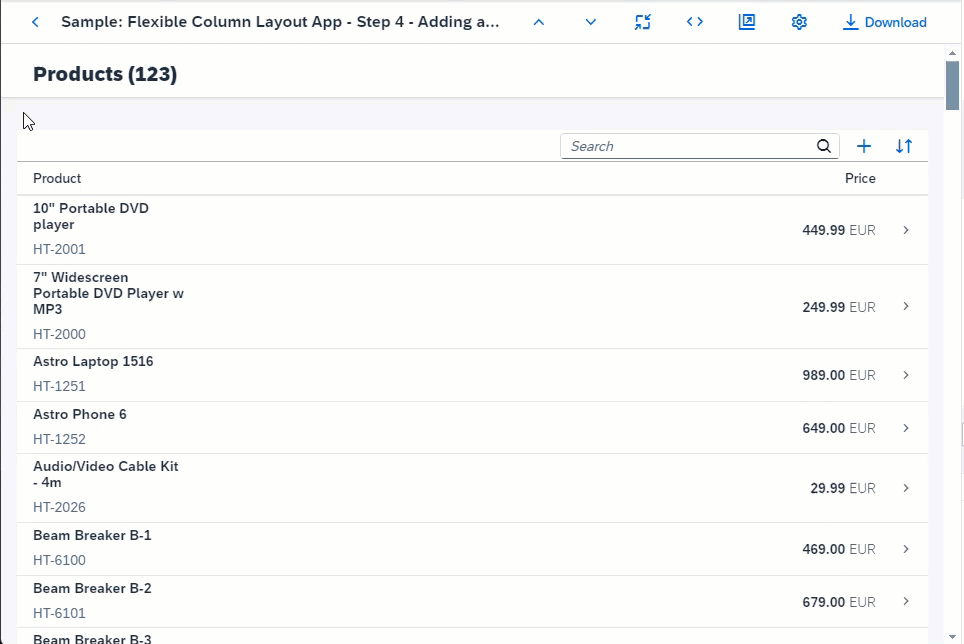 Sample: Flexible Column Layout App - Step 4 - Adding a...
Download
Products (123)
Search
Product Price
10" Portable DVD
player
HT-2001
449.99 EUR
7" Widescreen
Portable DVD Player w
MP3
HT-2000
249.99 EUR
Astro Laptop 1516
HT-1251
989.00 EUR
Astro Phone 6
HT-1252
649.00 EUR
Audio/Video Cable Kit
- 4m
HT-2026
29.99 EUR
Beam Breaker B-1
HT-6100
469.00 EUR
Beam Breaker B-2
HT-6101
679.00 EUR
Beam Breaker B-3